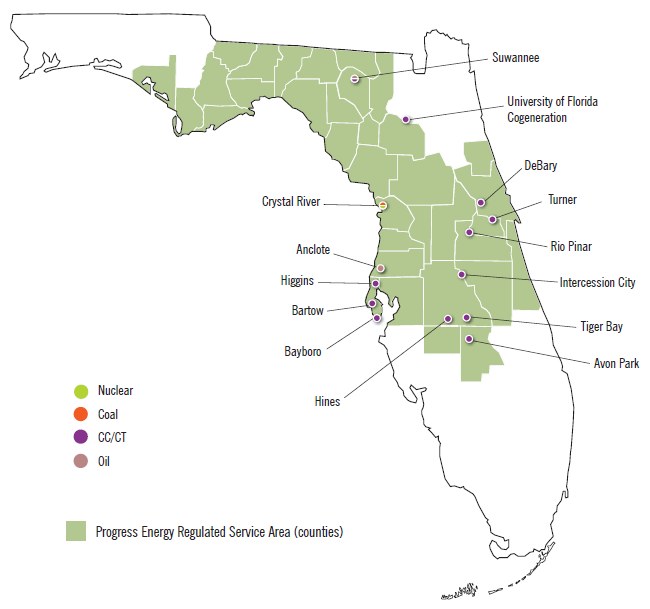 Suwannee
University of Florida
Cogeneration
DeBary
Turner
Crystal River
Rio Pinar
Anclote
Intercession City
Higgins
Bartow
Tiger Bay
Bayboro
Avon Park
Hines
Nuclear
Coal
CC/CT
Oil
Progress Energy Regulated Service Area (counties)